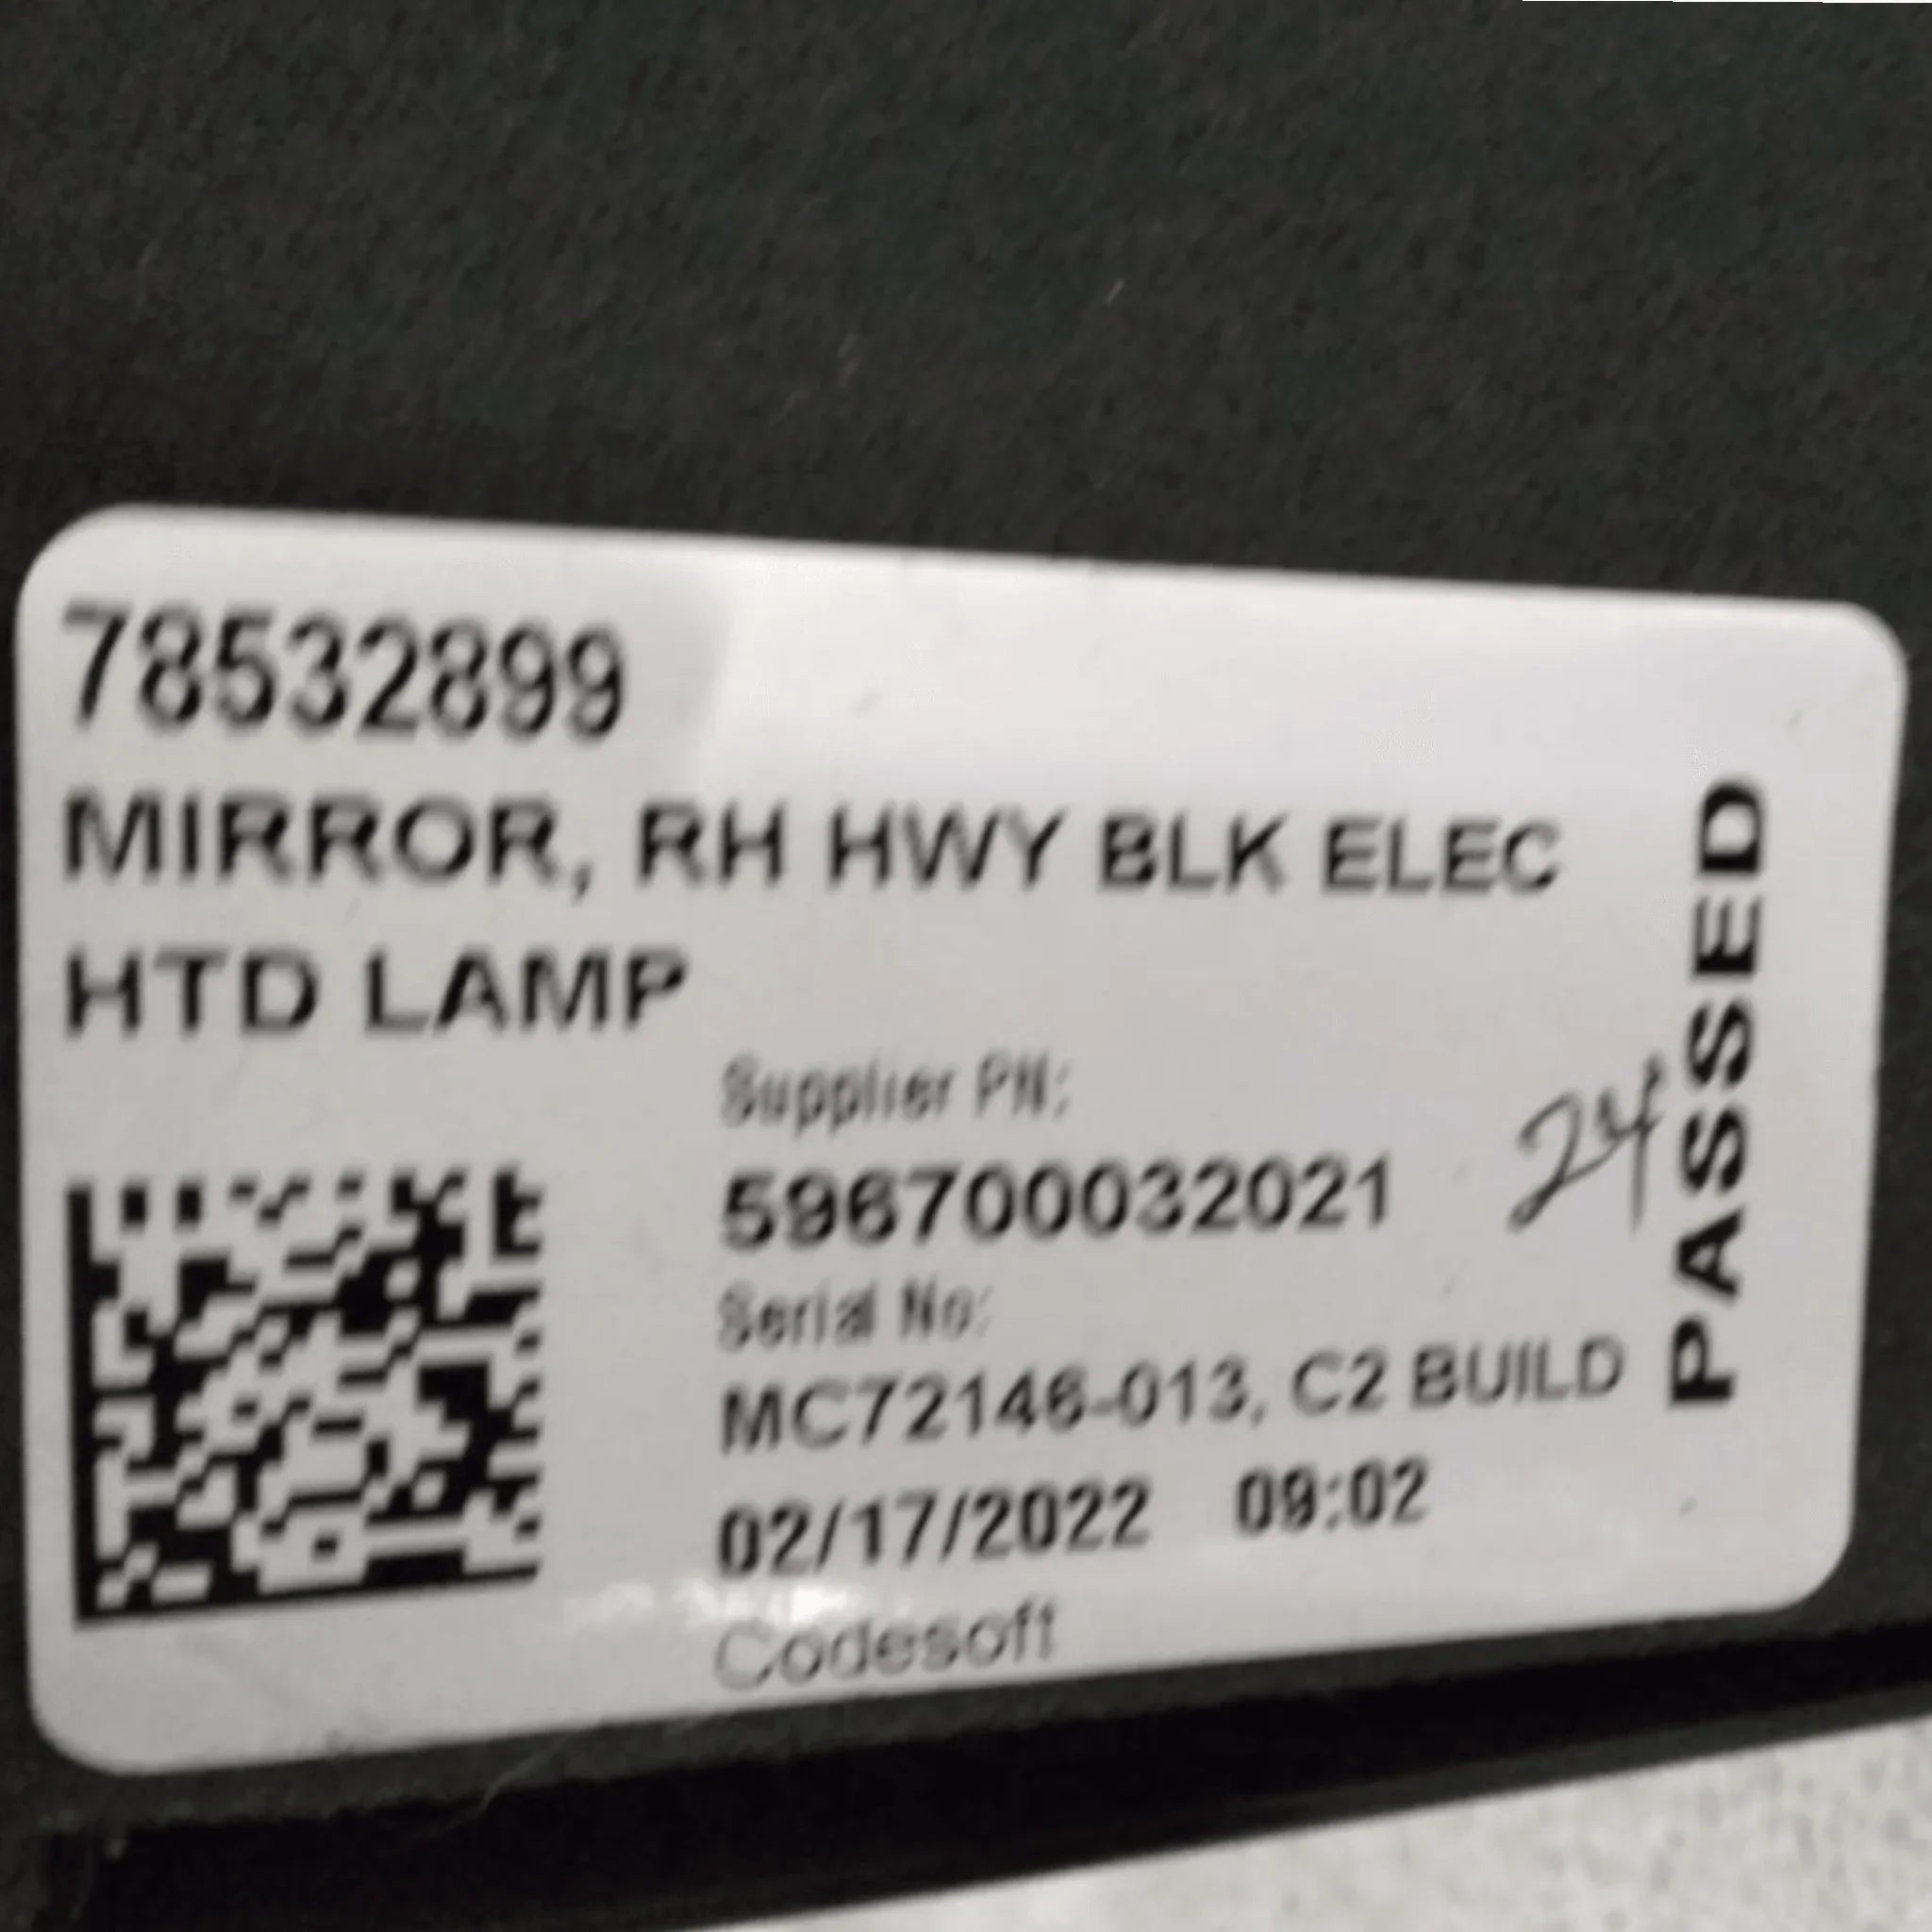 78532899
MIRROR, RH HWY BLK ELEC
HTD LAMP
Supplier PN:
596700032021
Serial No:
MC72146-013, C2 BUILD
02/17/2022 09:02
Codesoft
24
PASSED